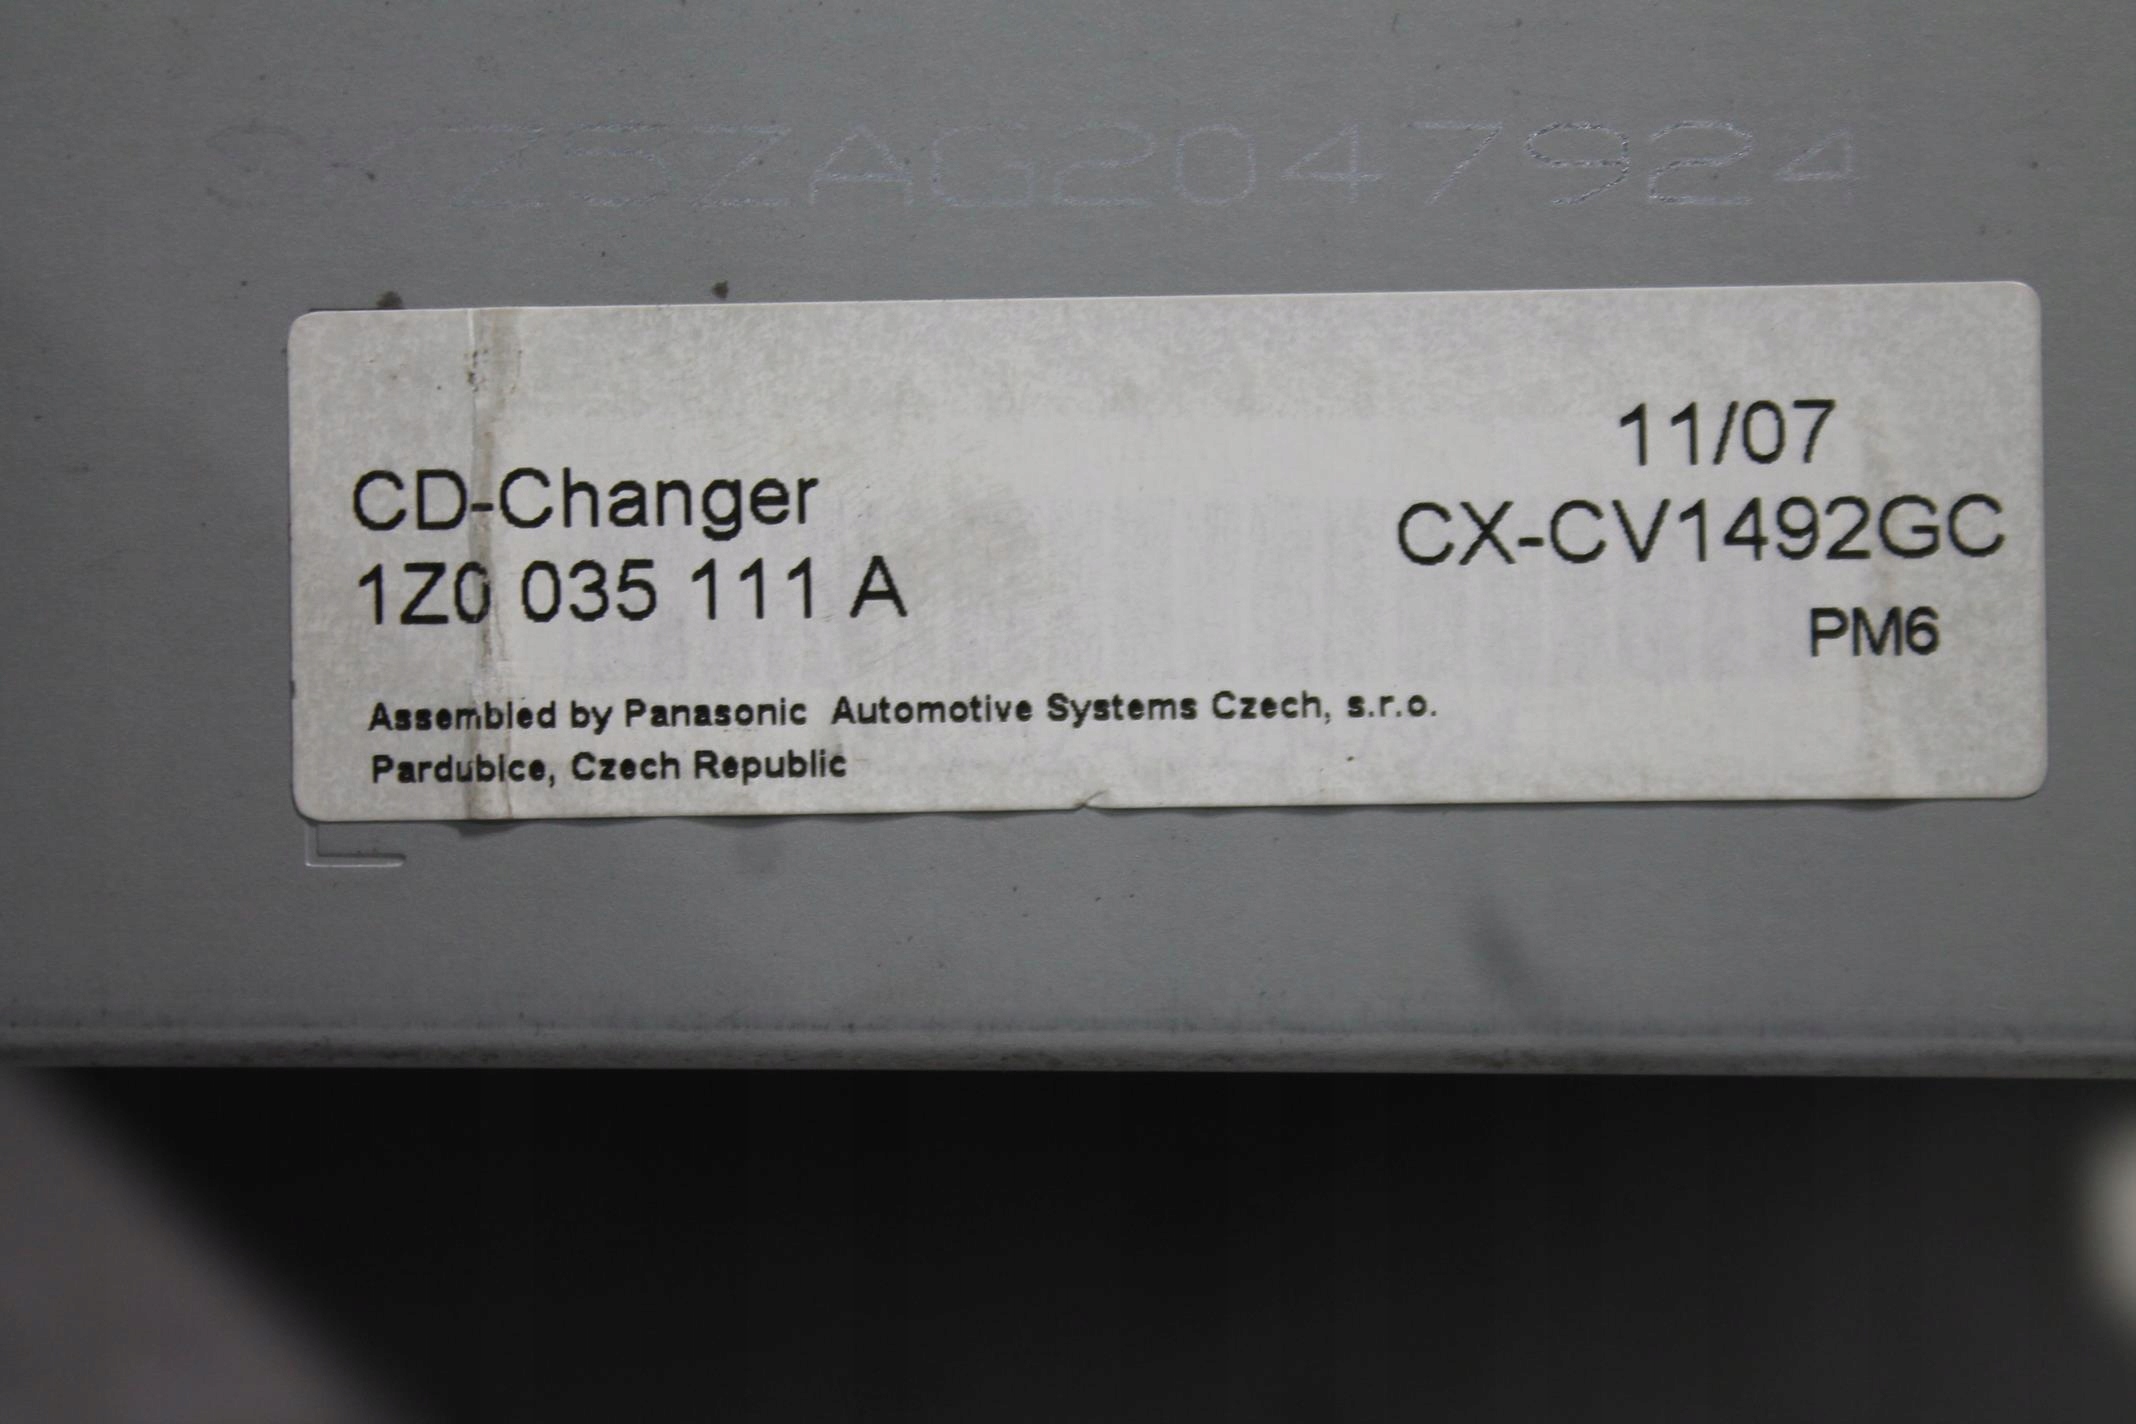 SKZ5ZAG2047924
CD-Changer
1Z0 035 111 A
11/07
CX-CV1492GC
PM6
Assembled by Panasonic Automotive Systems Czech, s.r.o.
Pardubice, Czech Republic